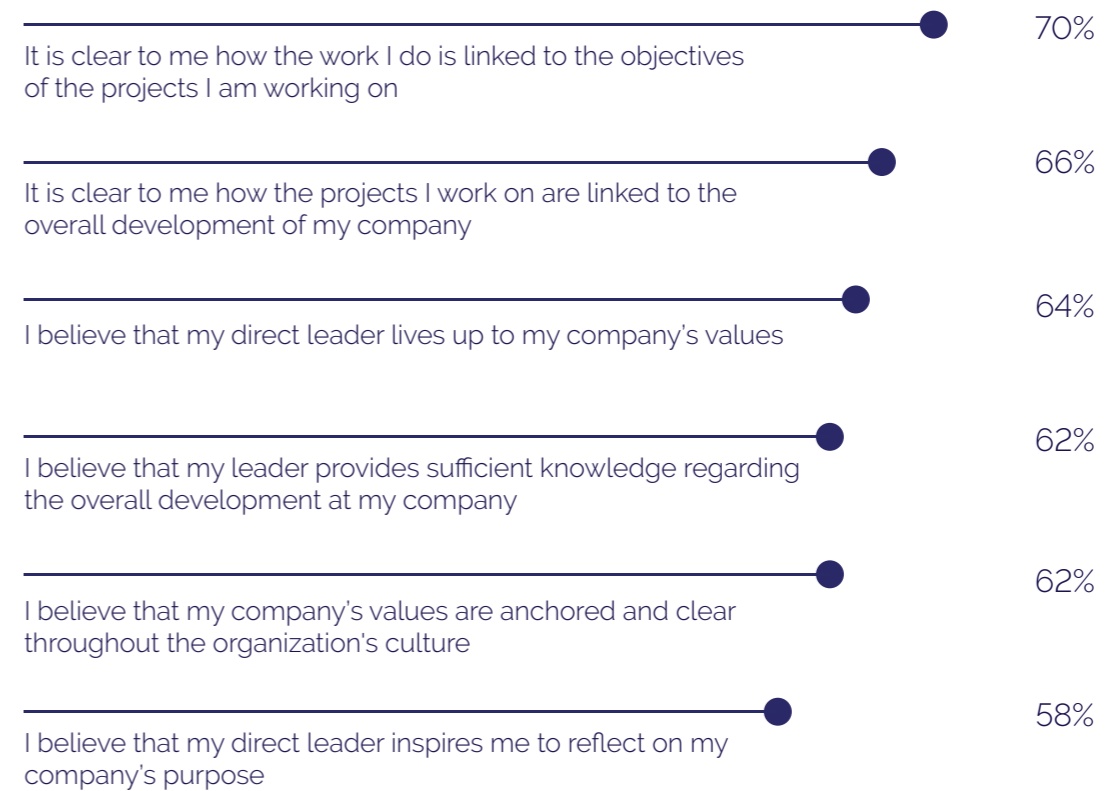 70%
It is clear to me how the work I do is linked to the objectives
of the projects I am working on
66%
It is clear to me how the projects I work on are linked to the
overall development of my company
64%
I believe that my direct leader lives up to my company’s values
62%
I believe that my leader provides sufficient knowledge regarding
the overall development at my company
62%
I believe that my company’s values are anchored and clear
throughout the organization's culture
58%
I believe that my direct leader inspires me to reflect on my
company’s purpose